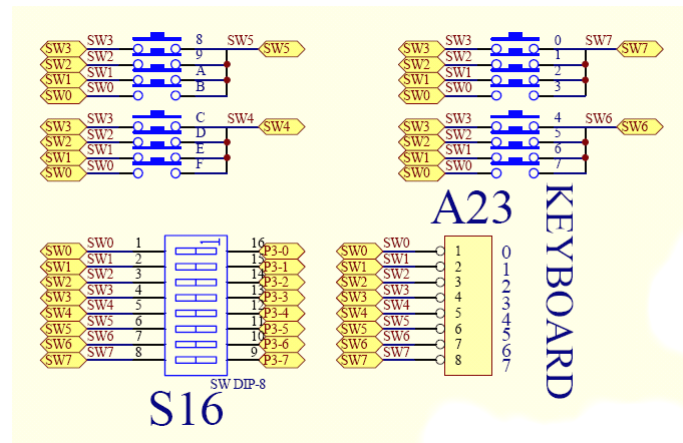 SW3 SW3 8 SW5 SW5
SW2 SW2 9
SW1 SW1 A
SW0 SW0 B
SW3 SW3 C SW4 SW4
SW2 SW2 D
SW1 SW1 E
SW0 SW0 F
SW3 SW3 0 SW7 SW7
SW2 SW2 1
SW1 SW1 2
SW0 SW0 3
SW3 SW3 4 SW6 SW6
SW2 SW2 5
SW1 SW1 6
SW0 SW0 7
A23
KEYBOARD
SW0 SW0 1 1 16 P3-0
SW1 SW1 2 15 P3-1
SW2 SW2 3 14 P3-2
SW3 SW3 4 13 P3-3
SW4 SW4 5 12 P3-4
SW5 SW5 6 11 P3-5
SW6 SW6 7 10 P3-6
SW7 SW7 8 9 P3-7
SW DIP-8
S16
SW0 SW0 1 0
SW1 SW1 2 1
SW2 SW2 3 2
SW3 SW3 4 3
SW4 SW4 5 4
SW5 SW5 6 5
SW6 SW6 7 6
SW7 SW7 8 7